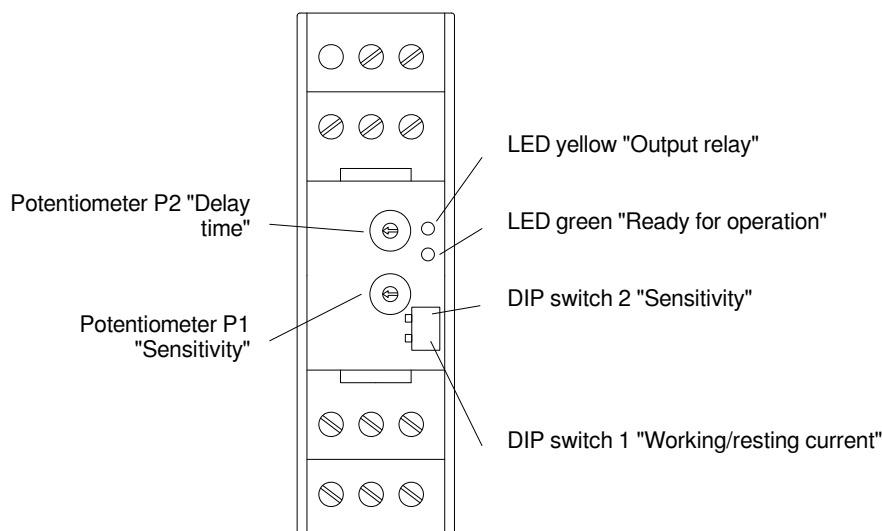 LED yellow "Output relay"
Potentiometer P2 "Delay
time"
LED green "Ready for operation"
DIP switch 2 "Sensitivity"
Potentiometer P1
"Sensitivity"
DIP switch 1 "Working/resting current"